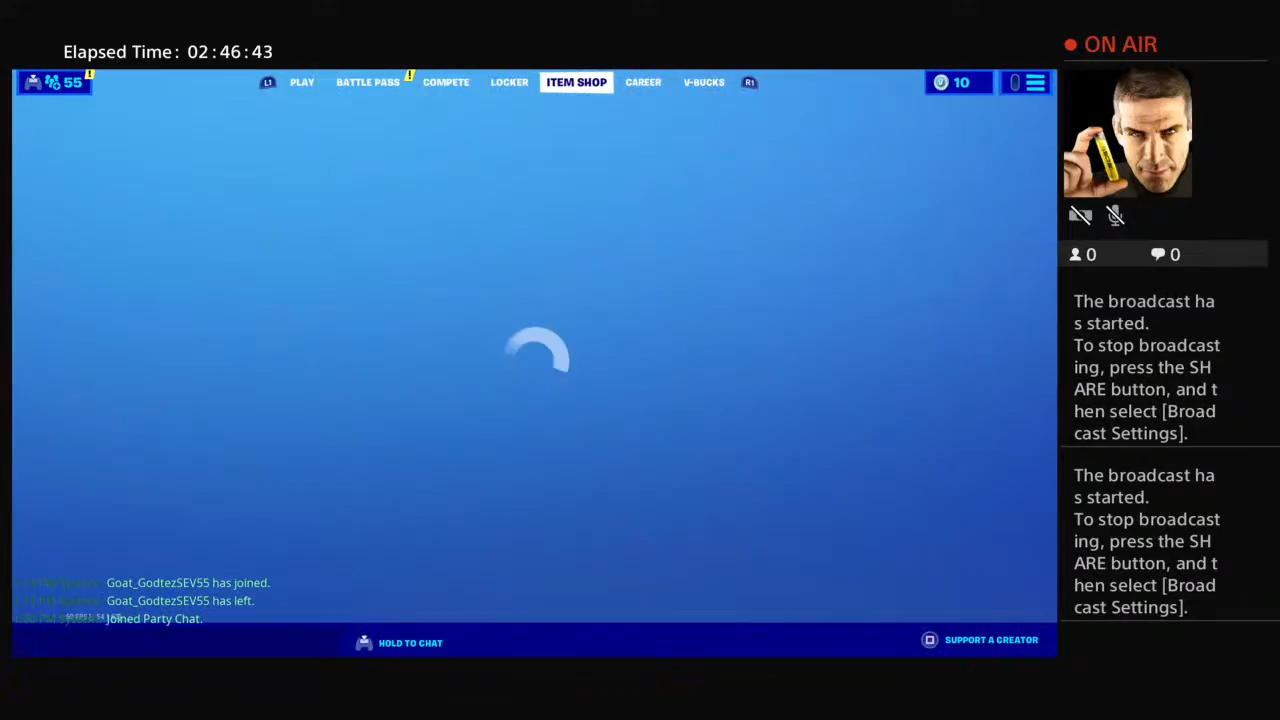 Elapsed Time: 02:46:43
ON AIR
55
!
L1 PLAY BATTLE PASS ! COMPETE LOCKER ITEM SHOP CAREER V-BUCKS R1
10
0 0
The broadcast ha
s started.
To stop broadcast
ing, press the SH
ARE button, and t
hen select [Broad
cast Settings].
The broadcast ha
s started.
To stop broadcast
ing, press the SH
ARE button, and t
hen select [Broad
cast Settings].
Goat_GodtezSEV55 has joined.
Goat_GodtezSEV55 has left.
Joined Party Chat.
HOLD TO CHAT
SUPPORT A CREATOR